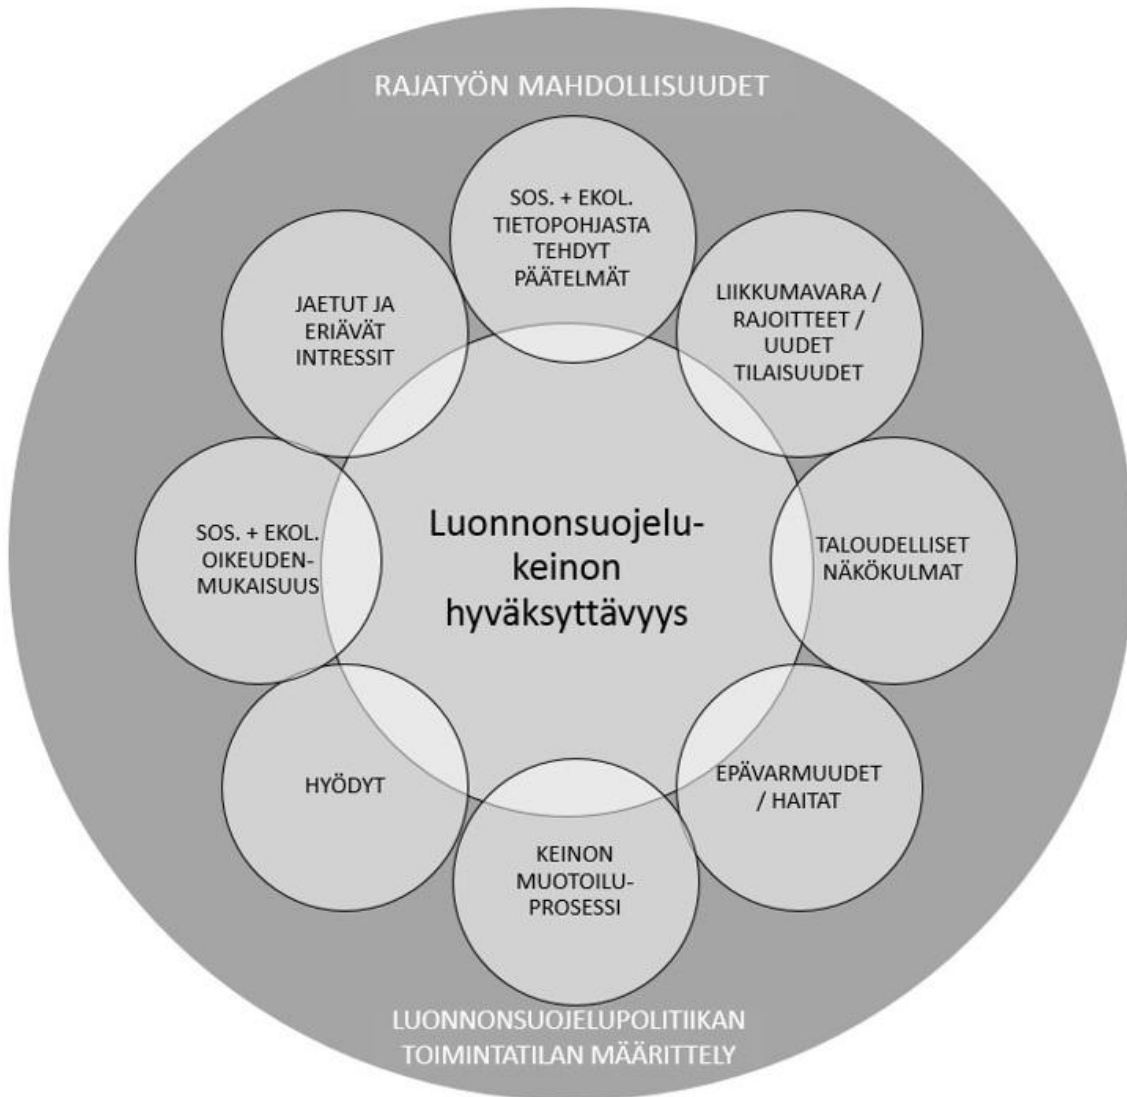 RAJATYÖN MAHDOLLISUUDET
SOS. + EKOL.
TIETOPOHJASTA
TEHDYT
PÄÄTELMÄT
LIIKKUMAVARA /
RAJOITTEET /
UUDET
TILAISUUDET
JAETUT JA
ERIÄVÄT
INTRESSIT
SOS. + EKOL.
OIKEUDEN-
MUKAISUUS
Luonnonsuojelu-
keinon
hyväksyttävyys
TALOUDELLISET
NÄKÖKULMAT
HYÖDYT
EPÄVARMUUDET
/ HAITAT
KEINON
MUOTOILU-
PROSESSI
LUONNONSUOJELUPOLITIIKAN
TOIMINTATILAN MÄÄRITTELY